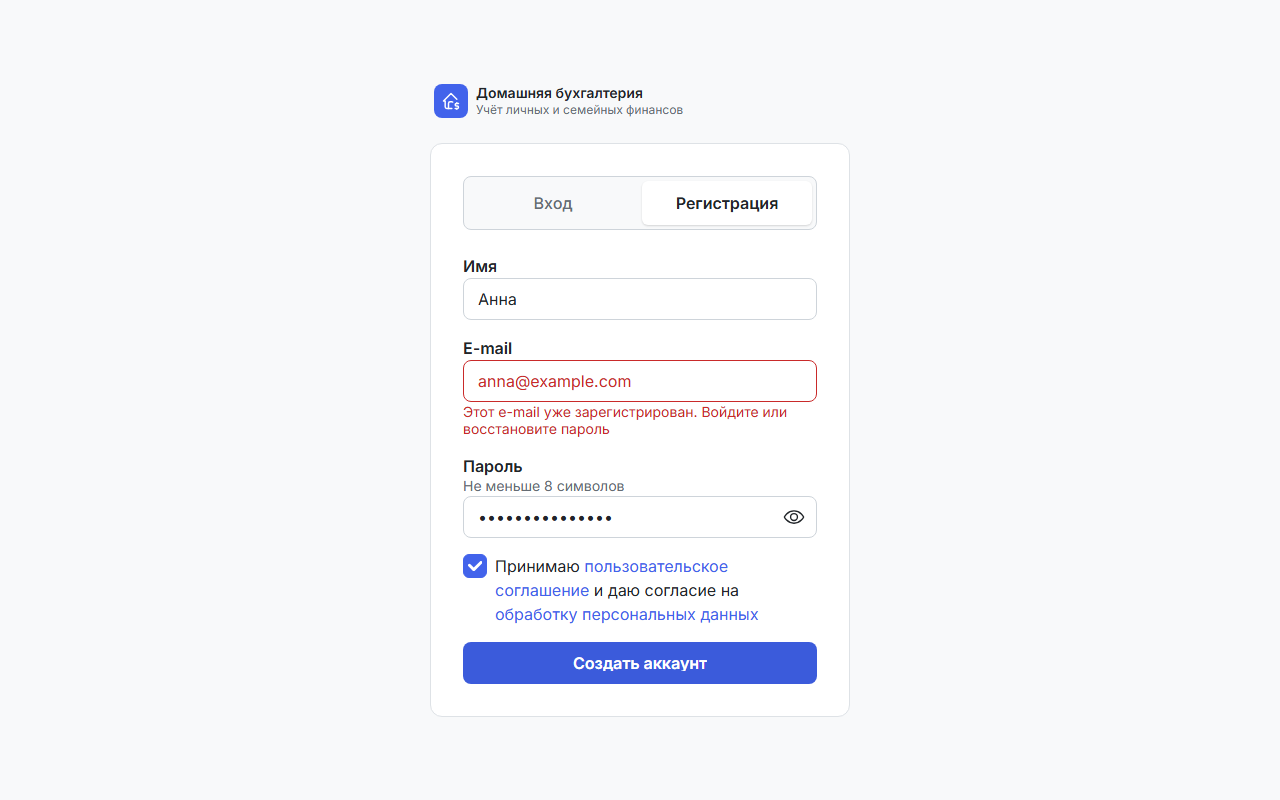 Домашняя бухгалтерия
Учёт личных и семейных финансов
Вход
Регистрация
Имя
Анна
E-mail
anna@example.com
Этот e-mail уже зарегистрирован. Войдите или
восстановите пароль
Пароль
Не меньше 8 символов
•••••••••••••••
Принимаю пользовательское
соглашение и даю согласие на
обработку персональных данных
Создать аккаунт